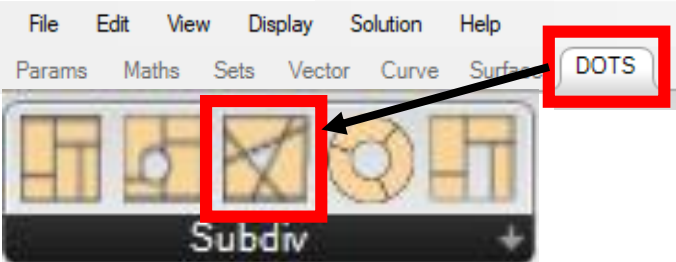 File Edit View Display Solution Help
Params Maths Sets Vector Curve Surface DOTS
Subdiv